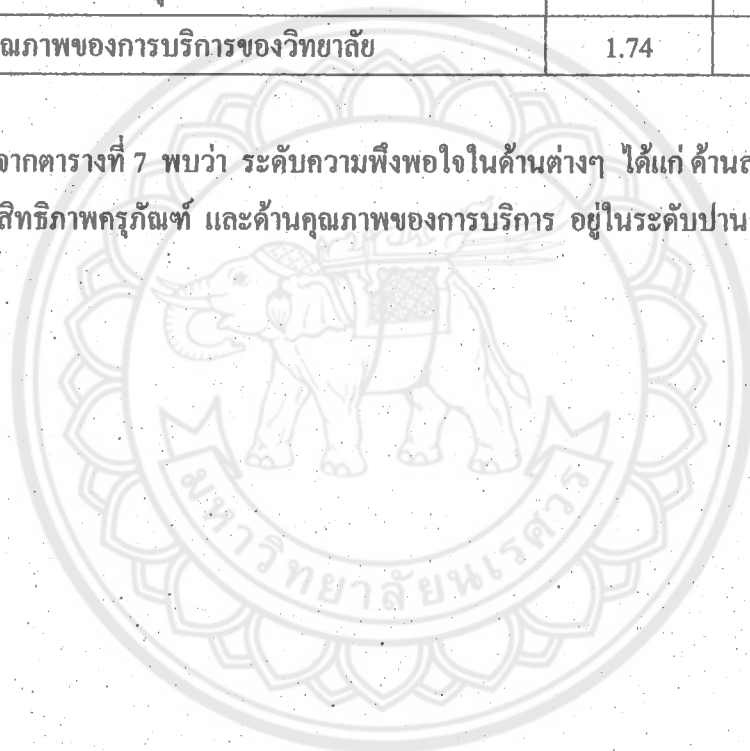 ณภาพของการบริการของวิทยาลัย 1.74
จากตารางที่ 7 พบว่า ระดับความพึงพอใจในด้านต่างๆ ได้แก่ ด้านส
สิทธิภาพครุภัณฑ์ และด้านคุณภาพของการบริการ อยู่ในระดับปาน
มหาวิทยาลัยนเรศวร